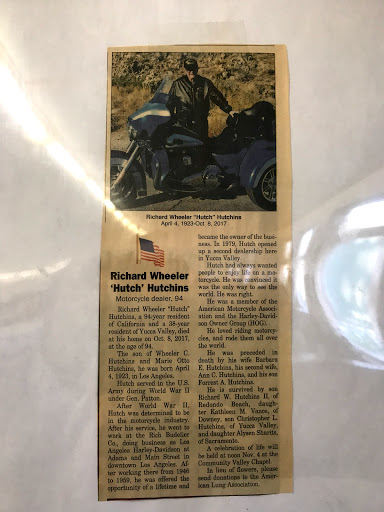 Richard Wheeler "Hutch" Hutchins
April 4, 1923-Oct. 8, 2017
Richard Wheeler
'Hutch' Hutchins
Motorcycle dealer, 94
Richard Wheeler "Hutch"
Hutchins, a 94-year resident
of California and a 38-year
resident of Yucca Valley, died
at his home on Oct. 8, 2017,
at the age of 94.
The son of Wheeler C.
Hutchins and Marie Otto
Hutchins, he was born April
4, 1923, in Los Angeles.
Hutch served in the U.S.
Army during World War II
under Gen. Patton.
After World War II,
Hutch was determined to be
in the motorcycle industry.
After his service, he went to
work at the Rich Budelier
Co., doing business as Los
Angeles Harley-Davidson at
Adams and Main Street in
downtown Los Angeles. Af-
ter working there from 1946
to 1959, he was offered the
opportunity of a lifetime and
became the owner of the busi-
ness. In 1979, Hutch opened
up a second dealership here
in Yucca Valley.
Hutch had always wanted
people to enjoy life on a mo-
torcycle. He was convinced it
was the only way to see the
world. He was right.
He was a member of the
American Motorcycle Associ-
ation and the Harley-David-
son Owner Group (HOG).
He loved riding motorcy-
cles, and rode them all over
the world.
He was preceded in
death by his wife Barbara
E. Hutchins, his second wife,
Ann C. Hutchins, and his son
Forrest A. Hutchins.
He is survived by son
Richard W. Hutchins II, of
Redondo Beach, daugh-
ter Kathleen M. Vanos, of
Downey, son Christopher L.
Hutchins, of Yucca Valley,
and daughter Alysen Sharitz,
of Sacramento.
A celebration of life will
be held at noon Nov. 4 at the
Community Valley Chapel.
In lieu of flowers, please
send donations to the Amer-
ican Lung Association.